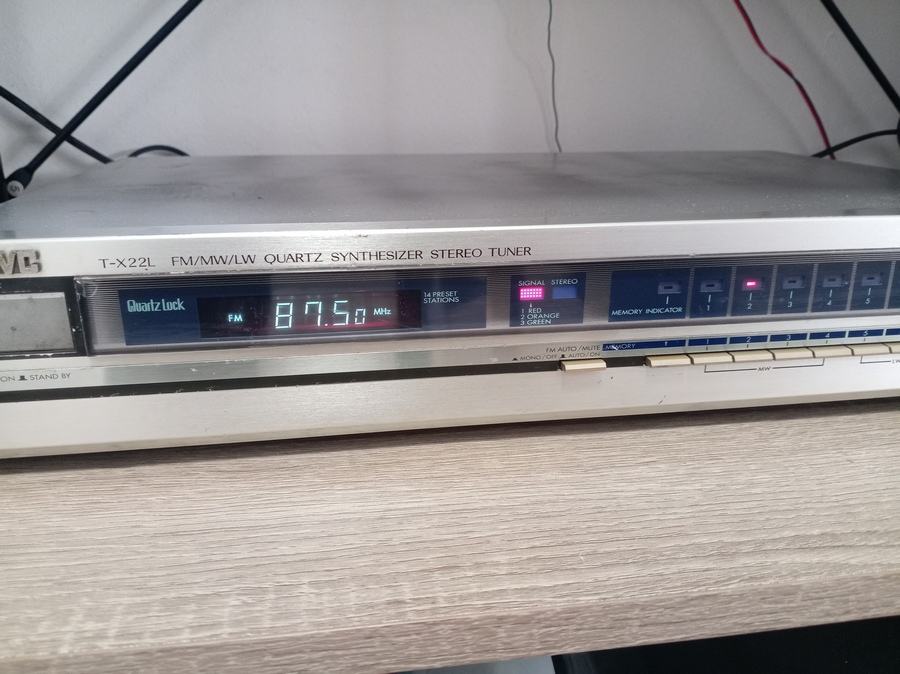 JVC
T-X22L FM/MW/LW QUARTZ SYNTHESIZER STEREO TUNER
Quartz Lock
FM 87.50 MHz
14 PRESET
STATIONS
SIGNAL STEREO
1 RED
2 ORANGE
3 GREEN
MEMORY INDICATOR
1 2 3 4 5
ON STAND BY
FM AUTO/MUTE
MONO/OFF AUTO/ON
MEMORY 1 2 3 4 5
MW